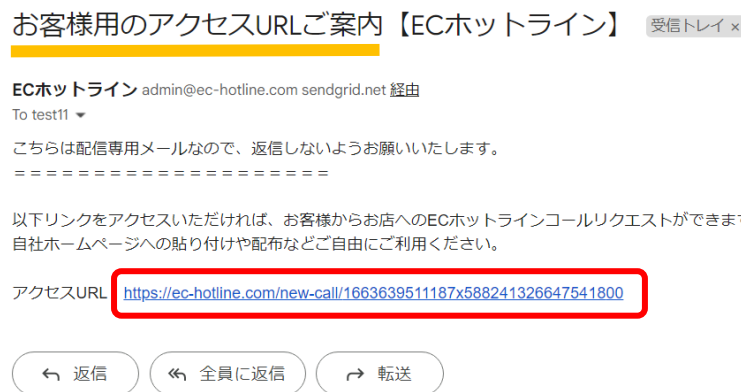 お客様用のアクセスURLご案内【ECホットライン】 受信トレイ ×
ECホットライン admin@ec-hotline.com sendgrid.net 経由
To test11
こちらは配信専用メールなので、返信しないようお願いいたします。
＝＝＝＝＝＝＝＝＝＝＝＝＝＝＝＝＝＝＝＝
以下リンクをアクセスいただければ、お客様からお店へのECホットラインコールリクエストができます
自社ホームページへの貼り付けや配布などご自由にご利用ください。
アクセスURL https://ec-hotline.com/new-call/1663639511187x588241326647541800
返信 全員に返信 転送